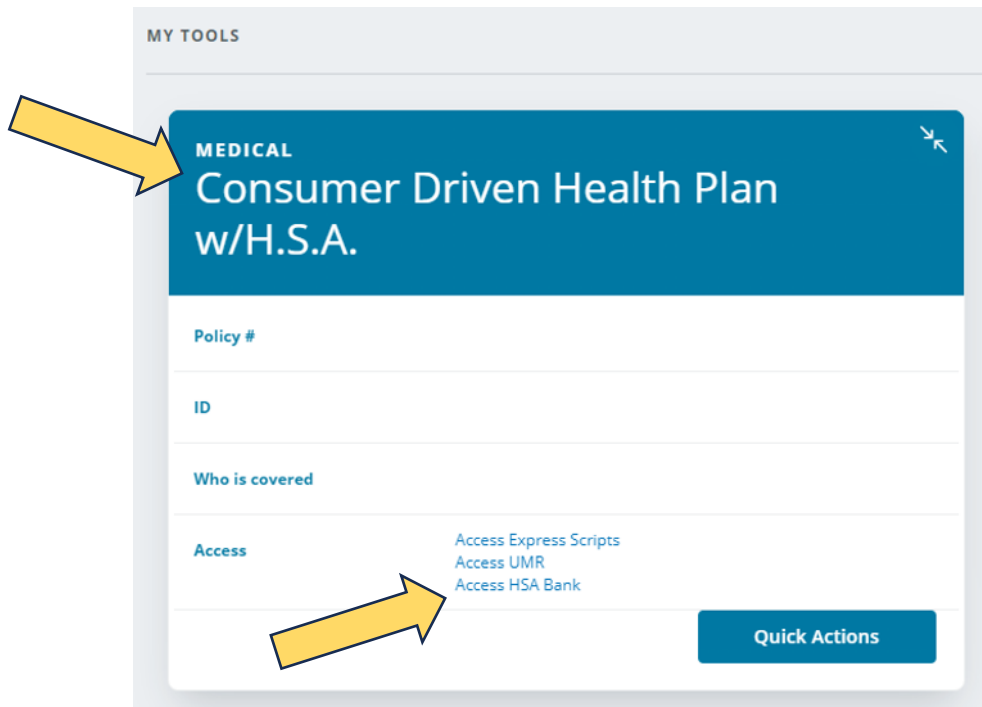 MY TOOLS
MEDICAL
Consumer Driven Health Plan
w/H.S.A.
Policy #
ID
Who is covered
Access
Access Express Scripts
Access UMR
Access HSA Bank
Quick Actions